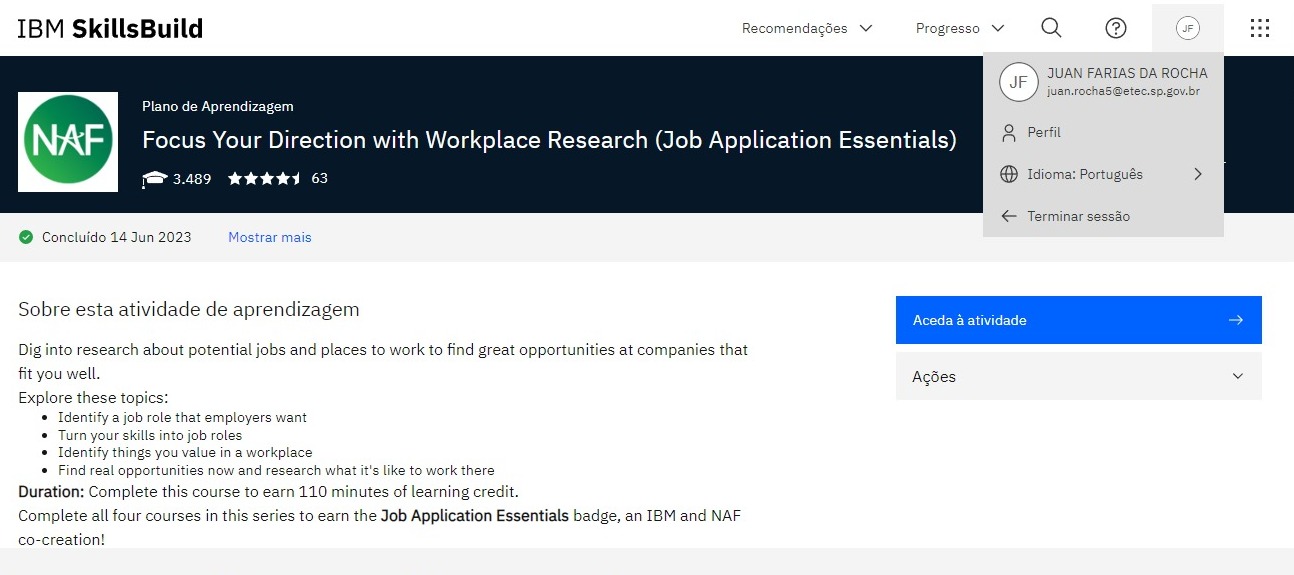 IBM SkillsBuild
Recomendações
Progresso
JF
JF
JUAN FARIAS DA ROCHA
juan.rocha5@etec.sp.gov.br
Perfil
Idioma: Português
Terminar sessão
NAF
Plano de Aprendizagem
Focus Your Direction with Workplace Research (Job Application Essentials)
3.489
63
Concluído 14 Jun 2023
Mostrar mais
Sobre esta atividade de aprendizagem
Dig into research about potential jobs and places to work to find great opportunities at companies that
fit you well.
Explore these topics:
• Identify a job role that employers want
• Turn your skills into job roles
• Identify things you value in a workplace
• Find real opportunities now and research what it's like to work there
Duration: Complete this course to earn 110 minutes of learning credit.
Complete all four courses in this series to earn the Job Application Essentials badge, an IBM and NAF
co-creation!
Aceda à atividade
Ações